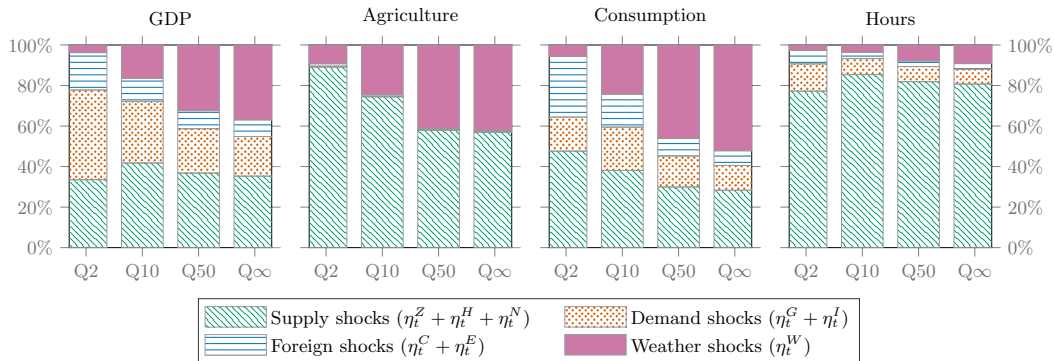 GDP Agriculture Consumption Hours
100% 100%
80% 80%
60% 60%
40% 40%
20% 20%
0% 0%
Q2 Q10 Q50 Q∞ Q2 Q10 Q50 Q∞ Q2 Q10 Q50 Q∞ Q2 Q10 Q50 Q∞
Supply shocks (η_t^Z + η_t^H + η_t^N) Demand shocks (η_t^G + η_t^I)
Foreign shocks (η_t^C + η_t^E) Weather shocks (η_t^W)